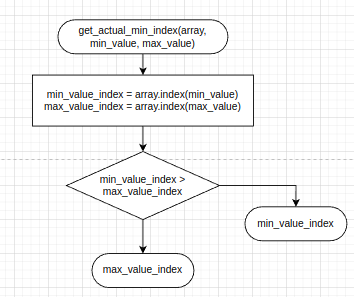 get_actual_min_index(array,
min_value, max_value)
min_value_index = array.index(min_value)
max_value_index = array.index(max_value)
min_value_index >
max_value_index
min_value_index
max_value_index